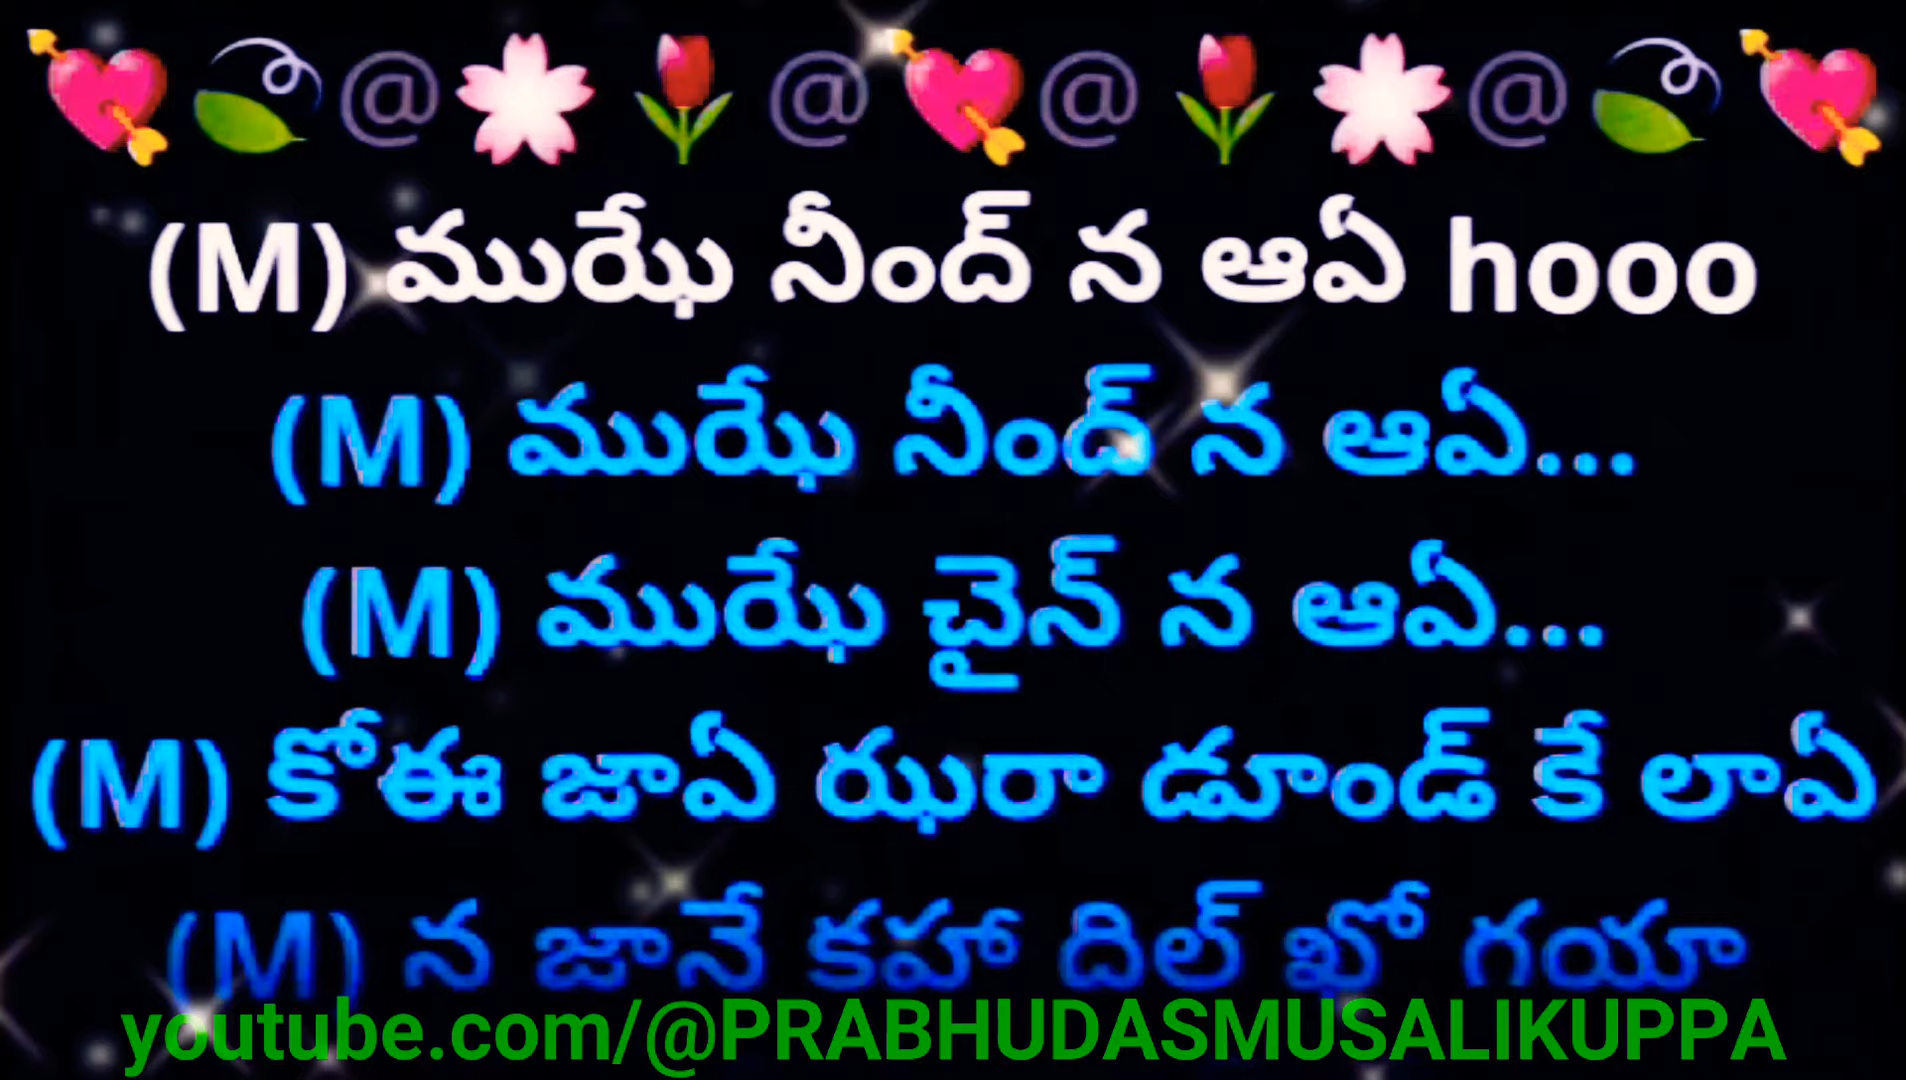 💘🍃@🌸🌷@💘@🌷🌸@🍃💘
(M) ముఝే నీంద్ న ఆఏ hooo
(M) ముఝే నీంద్ న ఆఏ...
(M) ముఝే చైన్ న ఆఏ...
(M) కోఈ జాఏ ఝరా డూండ్ కే లాఏ
(M) న జానే కహా దిల్ ఖో గయా
youtube.com/@PRABHUDASMUSALIKUPPA